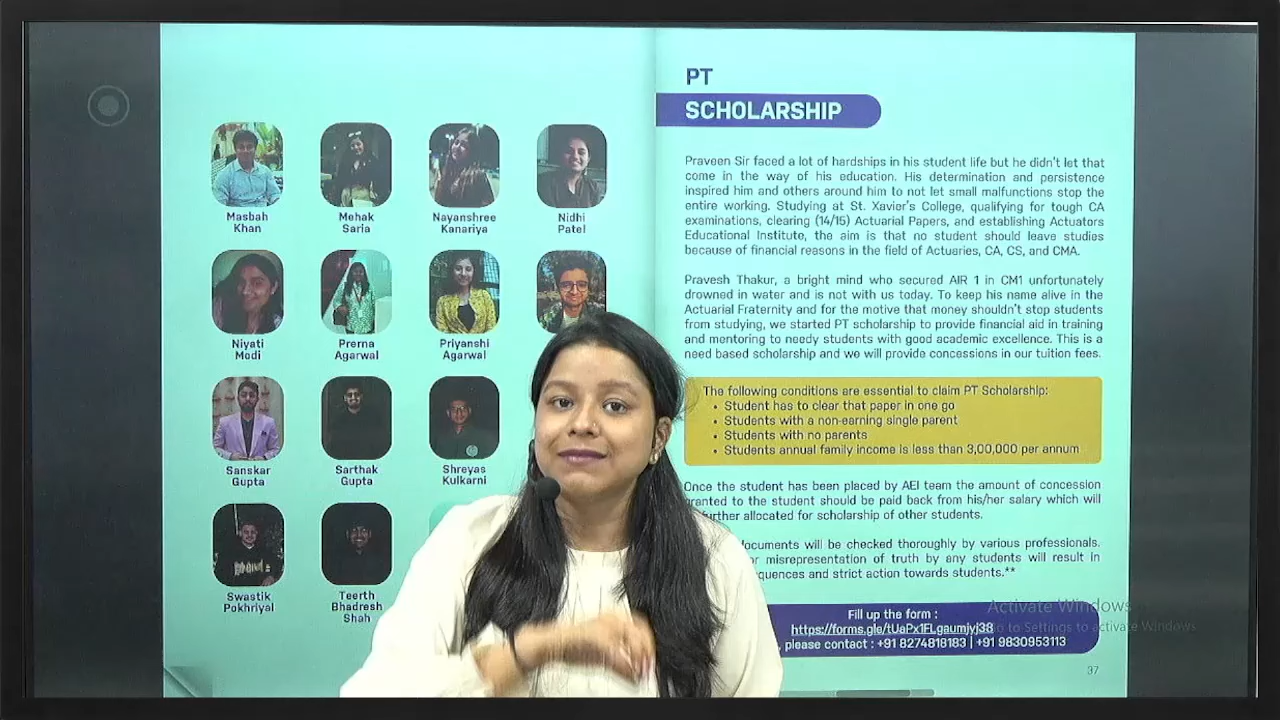 Masbah
Khan
Mehak
Saria
Nayanshree
Kanariya
Nidhi
Patel
Niyati
Modi
Prerna
Agarwal
Priyanshi
Agarwal
Sanskar
Gupta
Sarthak
Gupta
Shreyas
Kulkarni
Swastik
Pokhriyal
Teerth
Bhadresh
Shah
PT
SCHOLARSHIP
Praveen Sir faced a lot of hardships in his student life but he didn't let that
come in the way of his education. His determination and persistence
inspired him and others around him to not let small malfunctions stop the
entire working. Studying at St. Xavier's College, qualifying for tough CA
examinations, clearing (14/15) Actuarial Papers, and establishing Actuators
Educational Institute, the aim is that no student should leave studies
because of financial reasons in the field of Actuaries, CA, CS, and CMA.
Pravesh Thakur, a bright mind who secured AIR 1 in CM1 unfortunately
drowned in water and is not with us today. To keep his name alive in the
Actuarial Fraternity and for the motive that money shouldn't stop students
from studying, we started PT scholarship to provide financial aid in training
and mentoring to needy students with good academic excellence. This is a
need based scholarship and we will provide concessions in our tuition fees.
The following conditions are essential to claim PT Scholarship:
• Student has to clear that paper in one go
• Students with a non-earning single parent
• Students with no parents
• Students annual family income is less than 3,00,000 per annum
Once the student has been placed by AEI team the amount of concession
to the student should be paid back from his/her salary which will
further allocated for scholarship of other students.
will be checked thoroughly by various professionals.
misrepresentation of truth by any students will result in
and strict action towards students.**
Fill up the form :
https://forms.gle/tUaPx1FLgaumjyj38
please contact : +91 8274818183 | +91 9830953113
Activate Windows
to Settings to activate Windows
37